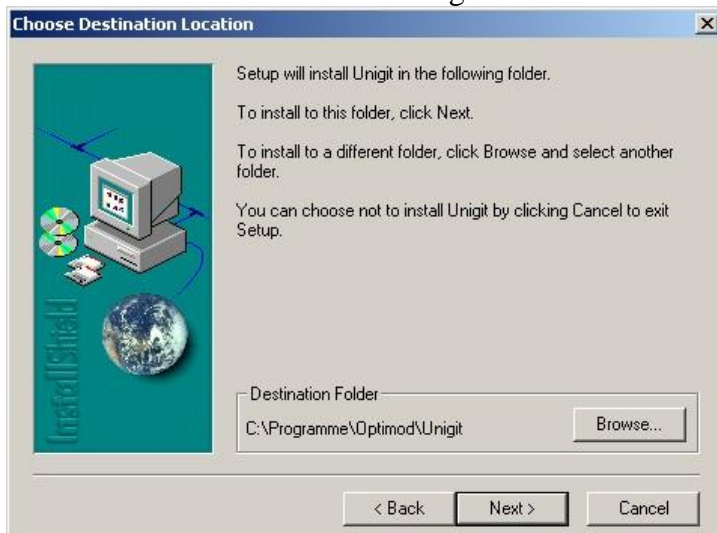 Choose Destination Location
Setup will install Unigit in the following folder.
To install to this folder, click Next.
To install to a different folder, click Browse and select another
folder.
You can choose not to install Unigit by clicking Cancel to exit
Setup.
InstallShield
Destination Folder
C:\Programme\Optimod\Unigit
Browse...
< Back
Next >
Cancel